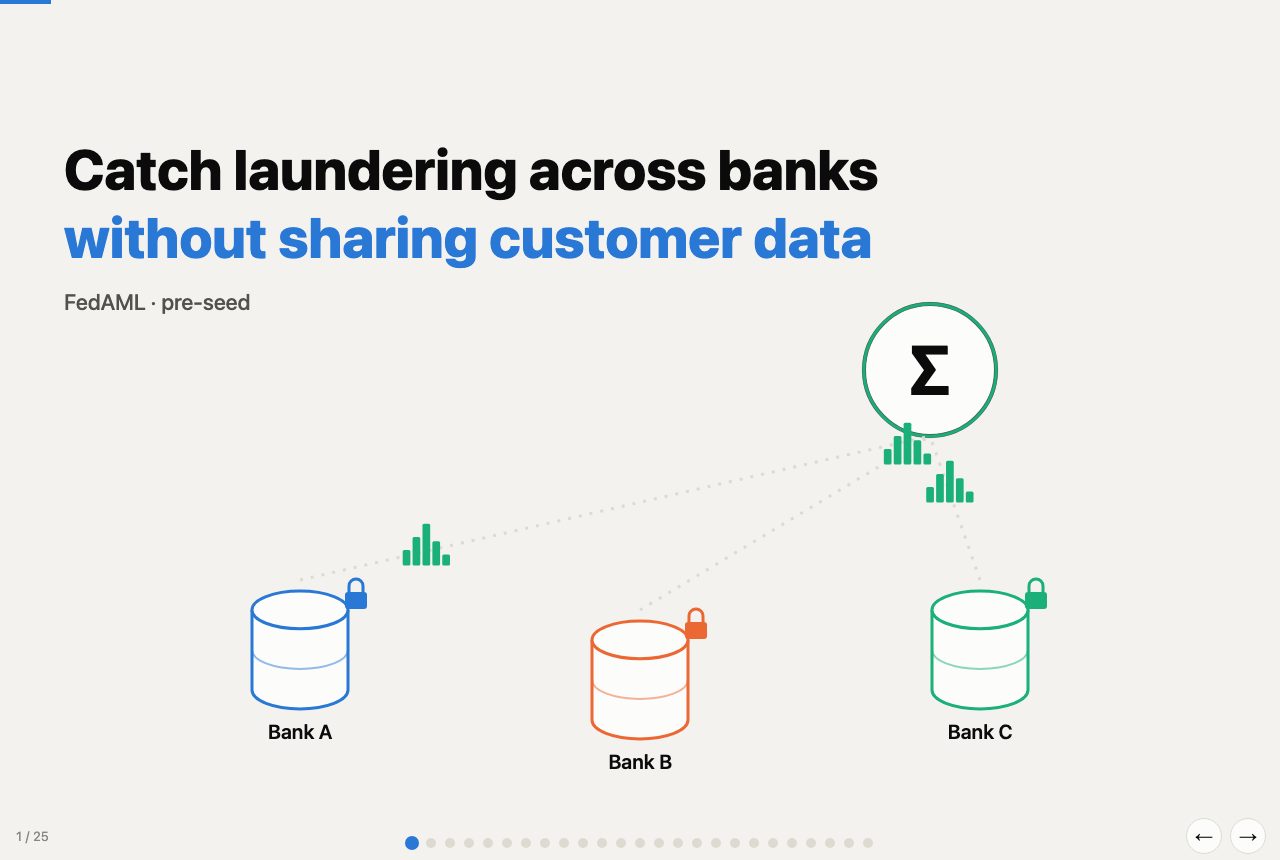 Catch laundering across banks
without sharing customer data
FedAML · pre-seed
Σ
Bank A
Bank B
Bank C
1 / 25
← →